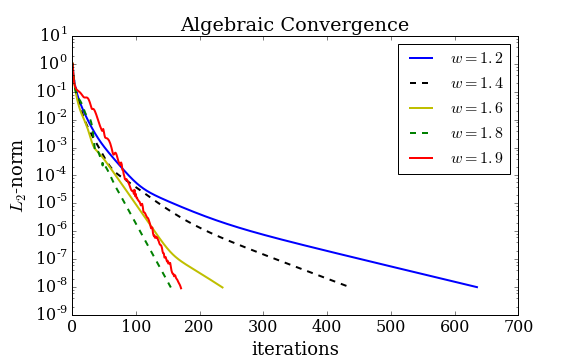 Algebraic Convergence
10^1
10^0
10^-1
10^-2
10^-3
10^-4
10^-5
10^-6
10^-7
10^-8
10^-9
L_2-norm
0 100 200 300 400 500 600 700
iterations
w = 1.2
w = 1.4
w = 1.6
w = 1.8
w = 1.9